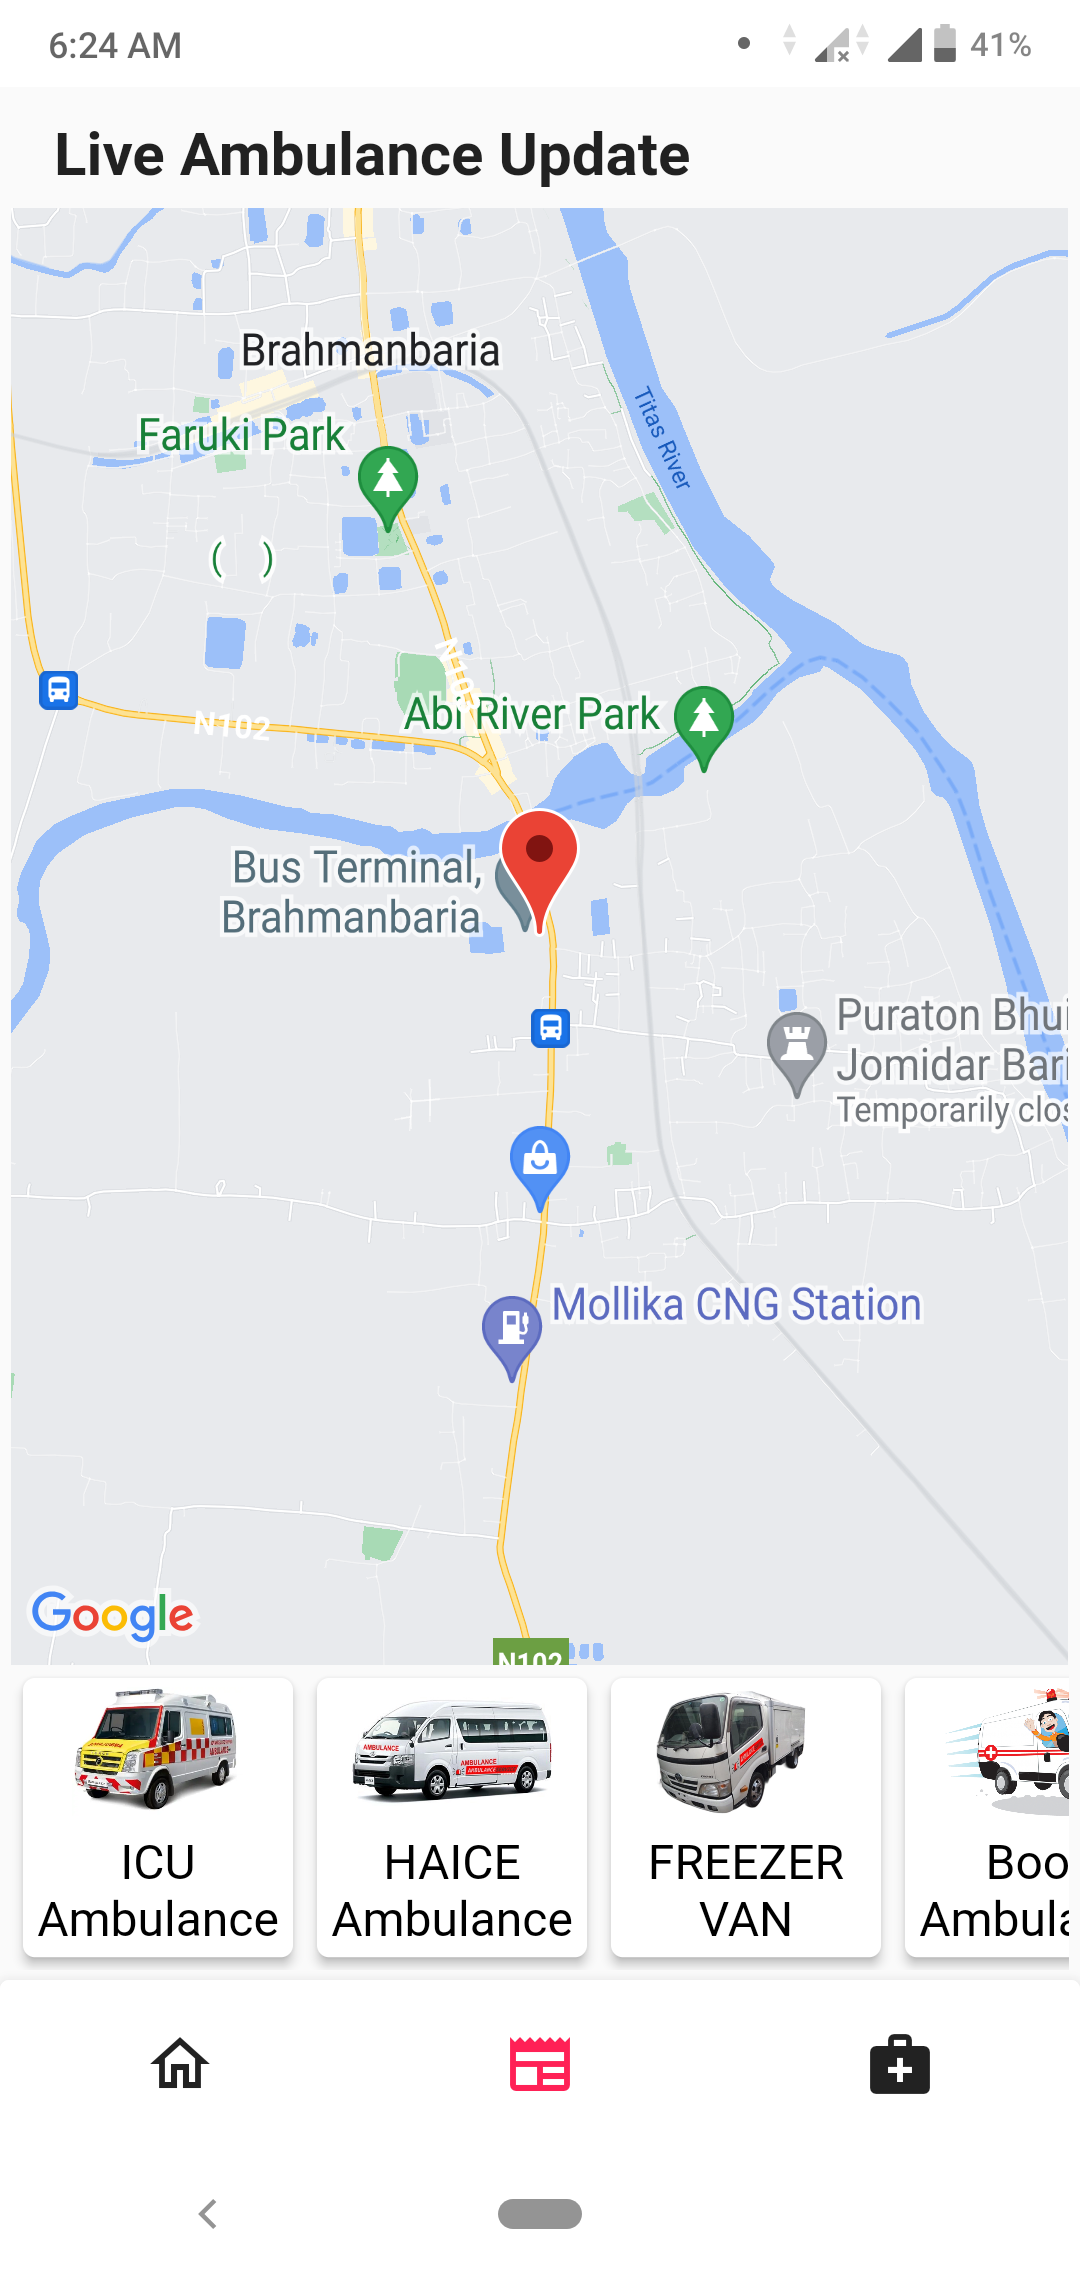 6:24 AM
41%
Live Ambulance Update
Brahmanbaria
Titas River
Faruki Park
( )
N102
Abi River Park
N102
Bus Terminal,
Brahmanbaria
Puraton Bhui
Jomidar Bari
Temporarily clos
Mollika CNG Station
Google
N102
AMBULANCE
AMBULANCE
ICU
Ambulance
HAICE
Ambulance
FREEZER
VAN
Boo
Ambula